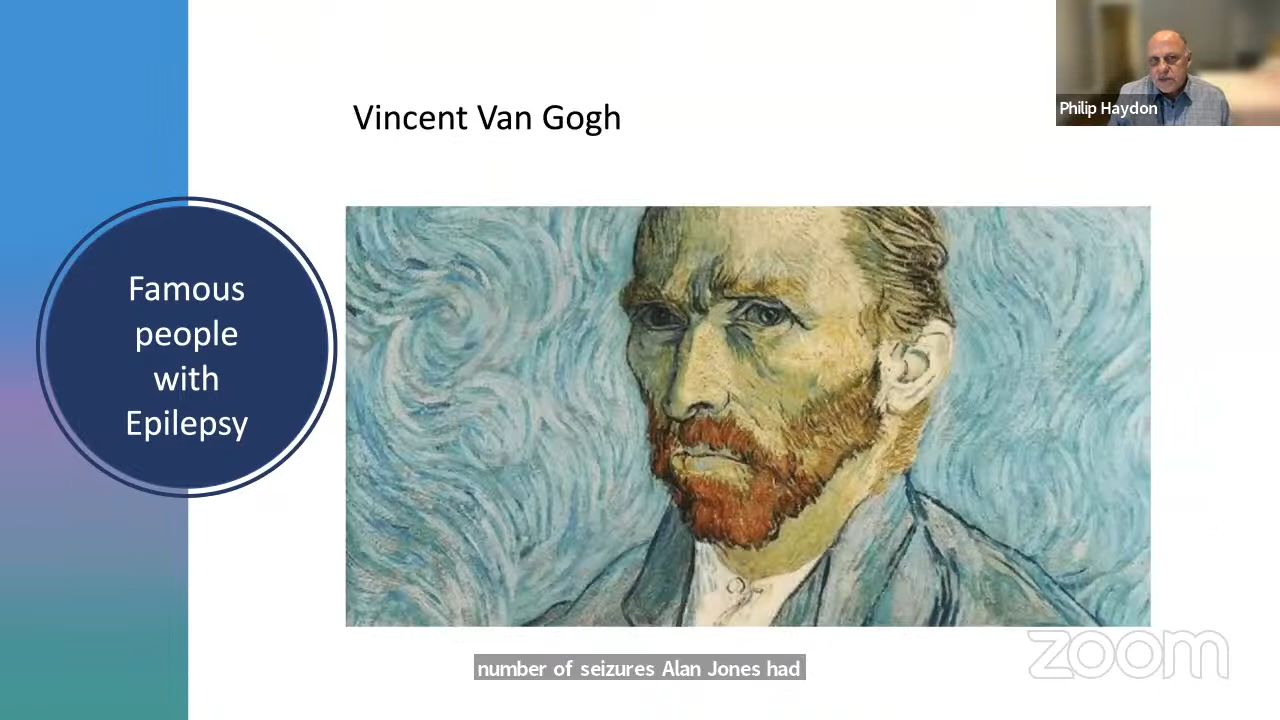 Vincent Van Gogh
Philip Haydon
Famous
people
with
Epilepsy
number of seizures Alan Jones had
zoom